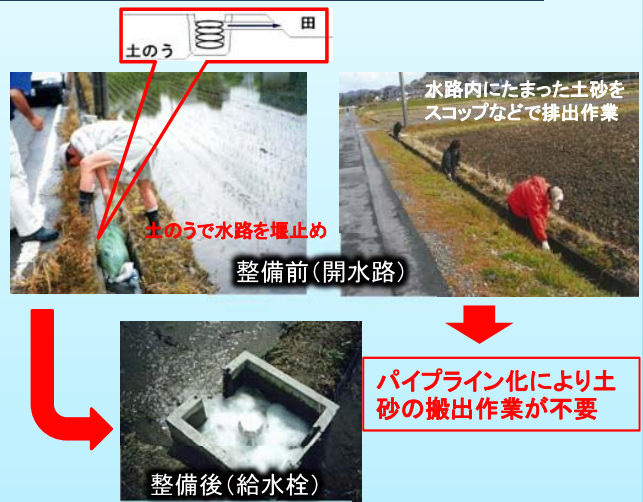 田
土のう
水路内にたまった土砂を
スコップなどで排出作業
土のうで水路を堰止め
整備前(開水路)
パイプライン化により土
砂の搬出作業が不要
整備後(給水栓)